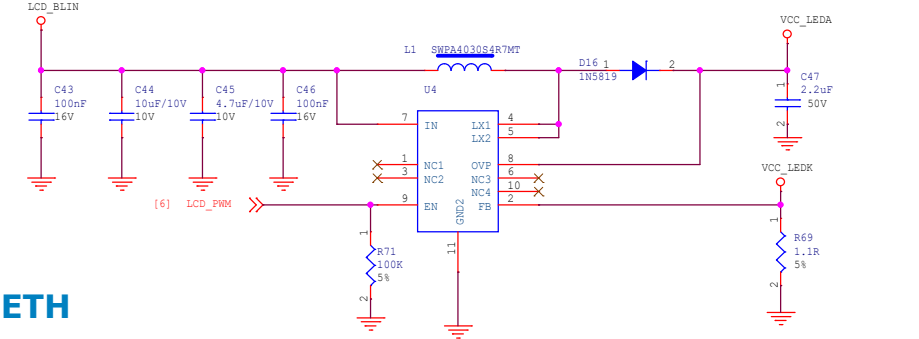 LCD_BLIN
VCC_LEDA
L1 SWPA4030S4R7MT
D16 1 2
1N5819
C43
100nF
16V
C44
10uF/10V
10V
C45
4.7uF/10V
10V
C46
100nF
16V
U4
C47
2.2uF
50V
1
2
7 IN
LX1 4
LX2 5
1 NC1
3 NC2
OVP 8
NC3 6
NC4 10
FB 2
9 EN
GND2
11
VCC_LEDK
[6] LCD_PWM
1
R71
100K
5%
2
1
R69
1.1R
5%
2
ETH